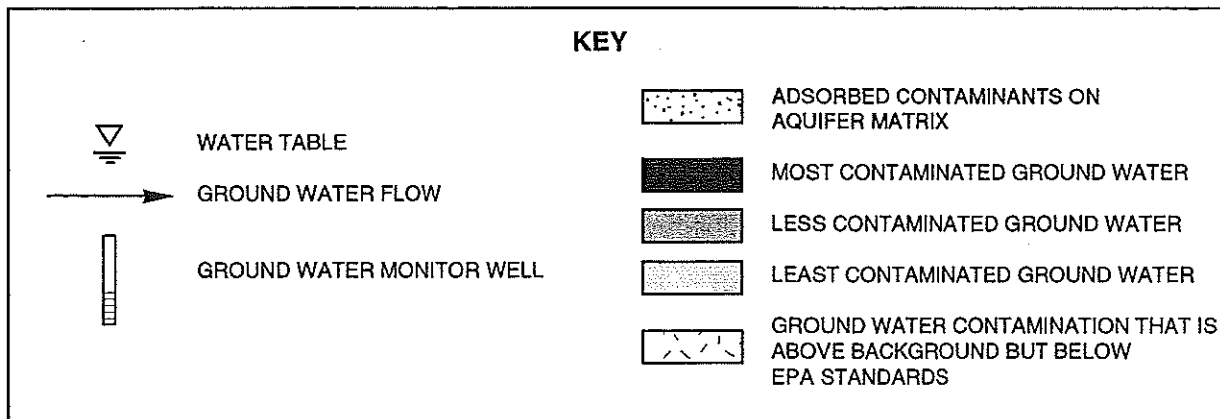 KEY
WATER TABLE
GROUND WATER FLOW
GROUND WATER MONITOR WELL
ADSORBED CONTAMINANTS ON
AQUIFER MATRIX
MOST CONTAMINATED GROUND WATER
LESS CONTAMINATED GROUND WATER
LEAST CONTAMINATED GROUND WATER
GROUND WATER CONTAMINATION THAT IS
ABOVE BACKGROUND BUT BELOW
EPA STANDARDS